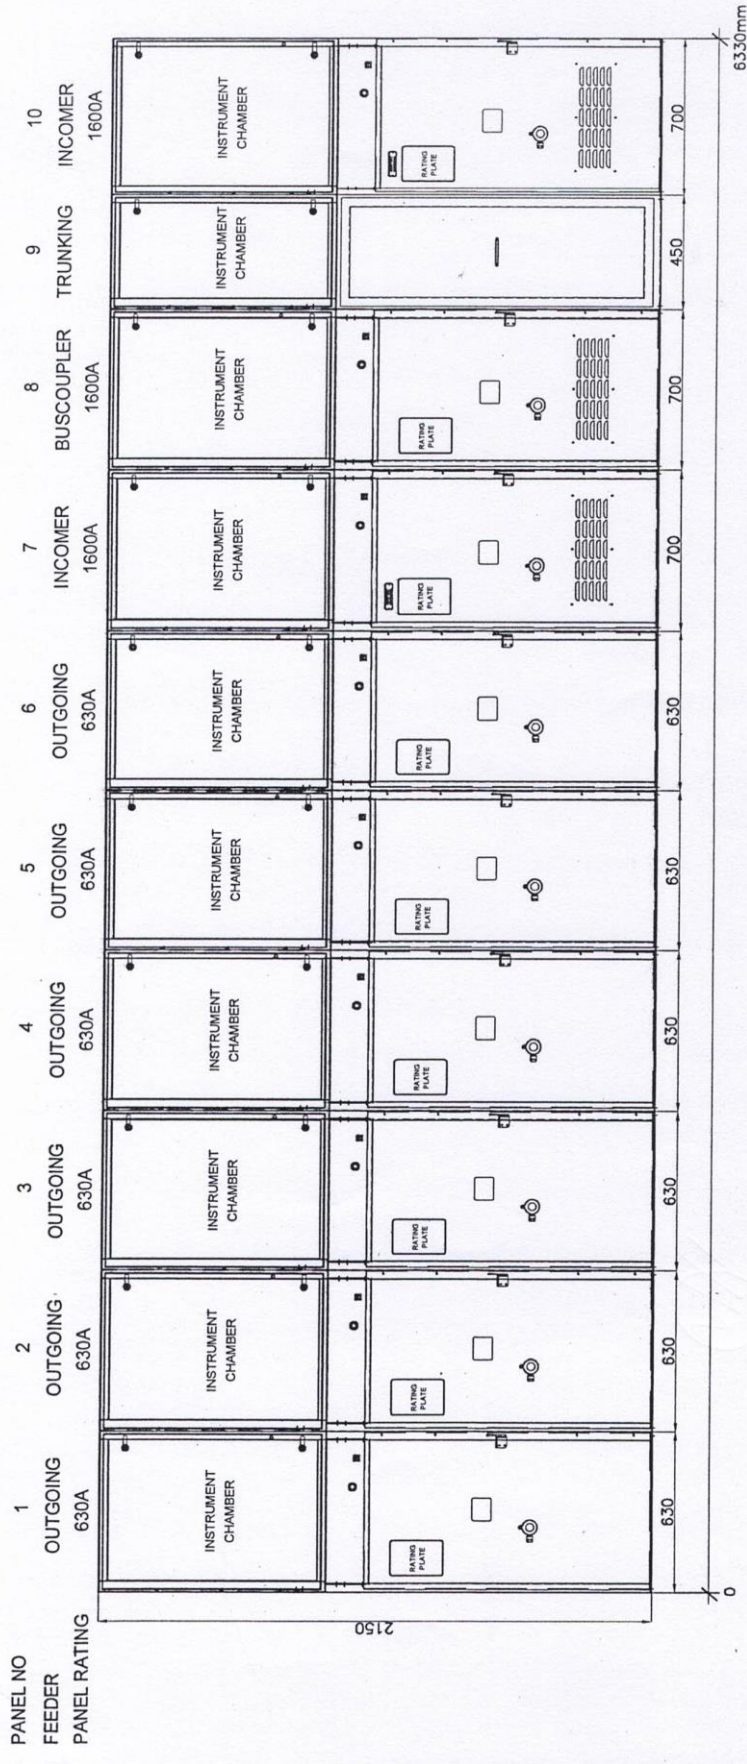 PANEL NO 1 2 3 4 5 6 7 8 9 10
FEEDER OUTGOING OUTGOING OUTGOING OUTGOING OUTGOING OUTGOING INCOMER BUSCOUPLER TRUNKING INCOMER
PANEL RATING 630A 630A 630A 630A 630A 630A 1600A 1600A 1600A
INSTRUMENT INSTRUMENT INSTRUMENT INSTRUMENT INSTRUMENT INSTRUMENT INSTRUMENT INSTRUMENT INSTRUMENT INSTRUMENT
CHAMBER CHAMBER CHAMBER CHAMBER CHAMBER CHAMBER CHAMBER CHAMBER CHAMBER CHAMBER
2150
RATING RATING RATING RATING RATING RATING RATING RATING RATING
PLATE PLATE PLATE PLATE PLATE PLATE PLATE PLATE PLATE
630 630 630 630 630 630 700 700 450 700
0 6330mm